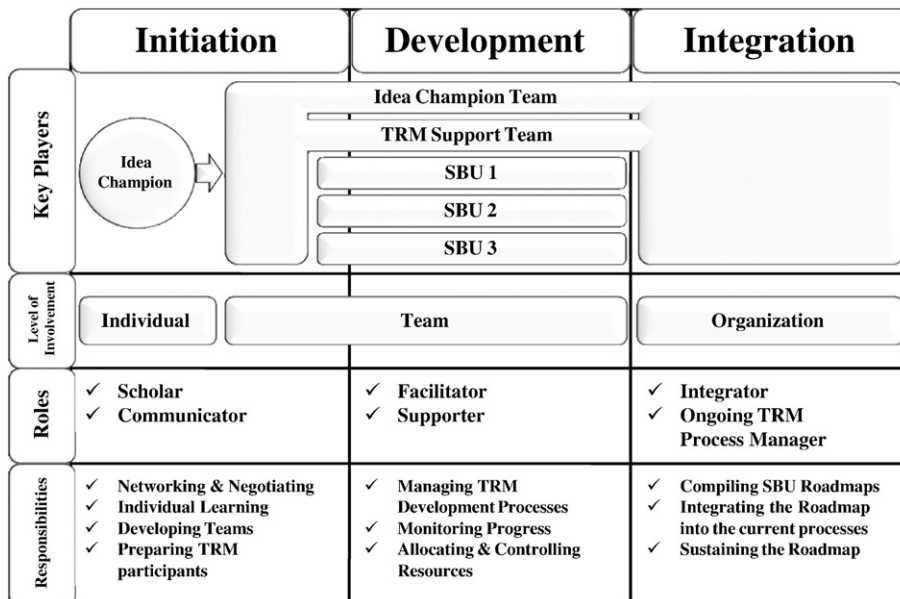 Initiation
Development
Integration
Key Players
Idea
Champion
Idea Champion Team
TRM Support Team
SBU 1
SBU 2
SBU 3
Level of
Involvement
Individual
Team
Organization
Roles
✓ Scholar
✓ Communicator
✓ Facilitator
✓ Supporter
✓ Integrator
✓ Ongoing TRM
Process Manager
Responsibilities
✓ Networking & Negotiating
✓ Individual Learning
✓ Developing Teams
✓ Preparing TRM
participants
✓ Managing TRM
Development Processes
✓ Monitoring Progress
✓ Allocating & Controlling
Resources
✓ Compiling SBU Roadmaps
✓ Integrating the Roadmap
into the current processes
✓ Sustaining the Roadmap